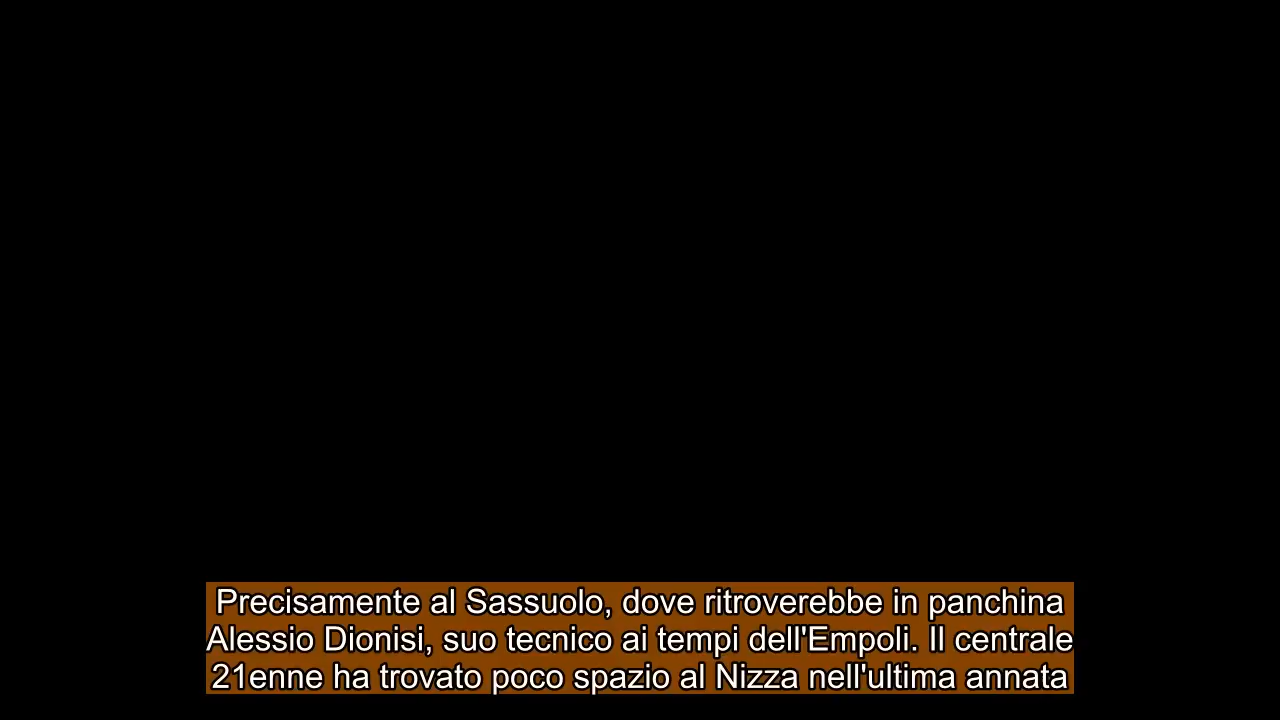 Precisamente al Sassuolo, dove ritroverebbe in panchina
Alessio Dionisi, suo tecnico ai tempi dell'Empoli. Il centrale
21enne ha trovato poco spazio al Nizza nell'ultima annata